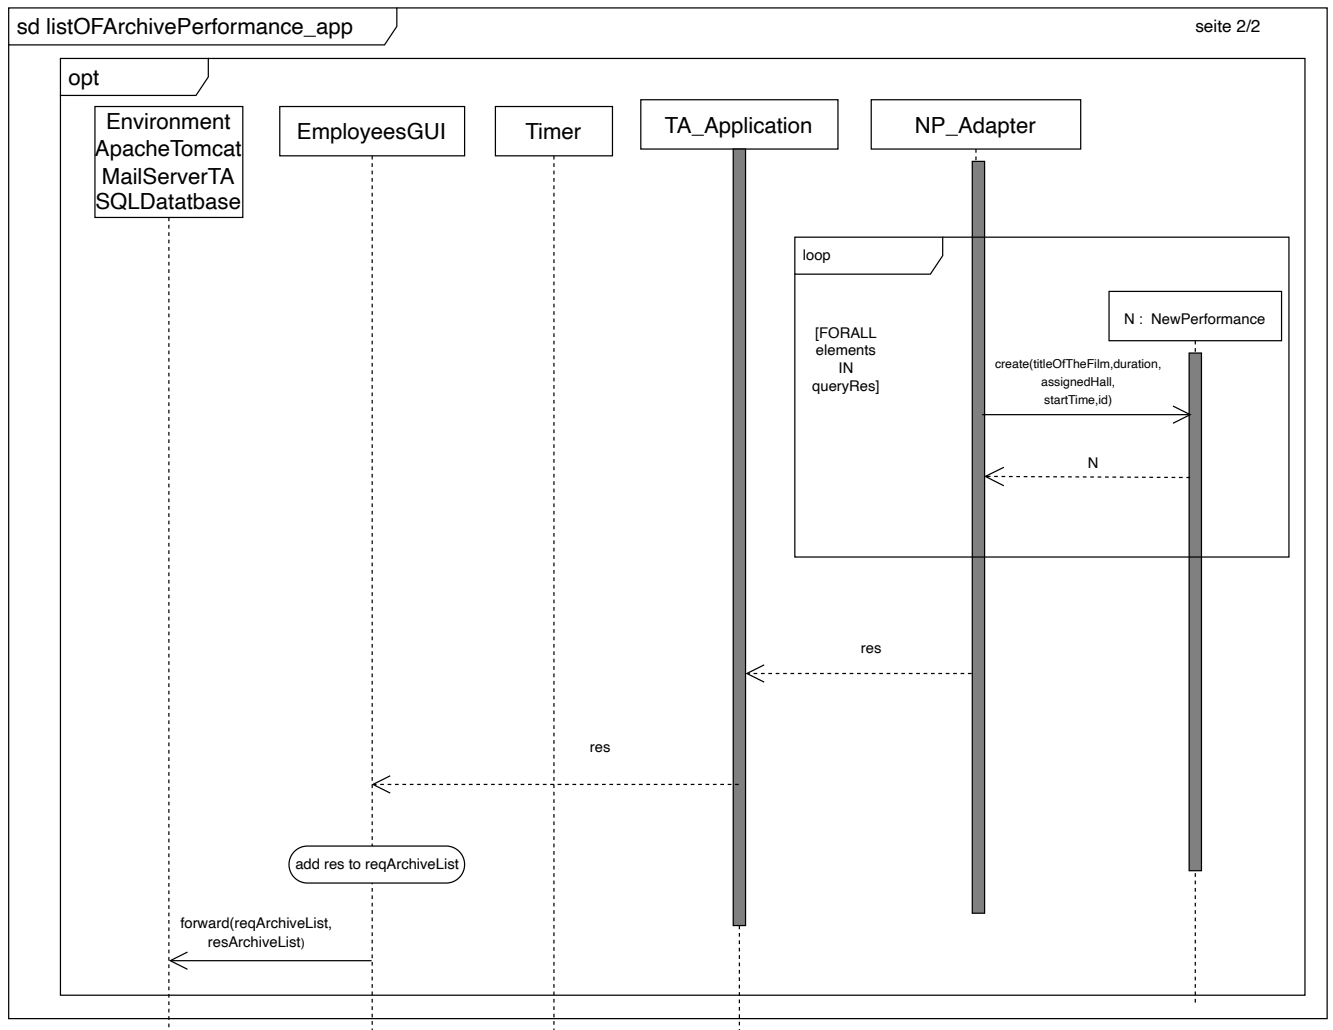 sd listOFArchivePerformance_app
seite 2/2
opt
Environment
ApacheTomcat
MailServerTA
SQLDatatbase
EmployeesGUI
Timer
TA_Application
NP_Adapter
loop
[FORALL
elements
IN
queryRes]
N :  NewPerformance
create(titleOfTheFilm,duration,
assignedHall,
startTime,id)
N
res
res
add res to reqArchiveList
forward(reqArchiveList,
resArchiveList)